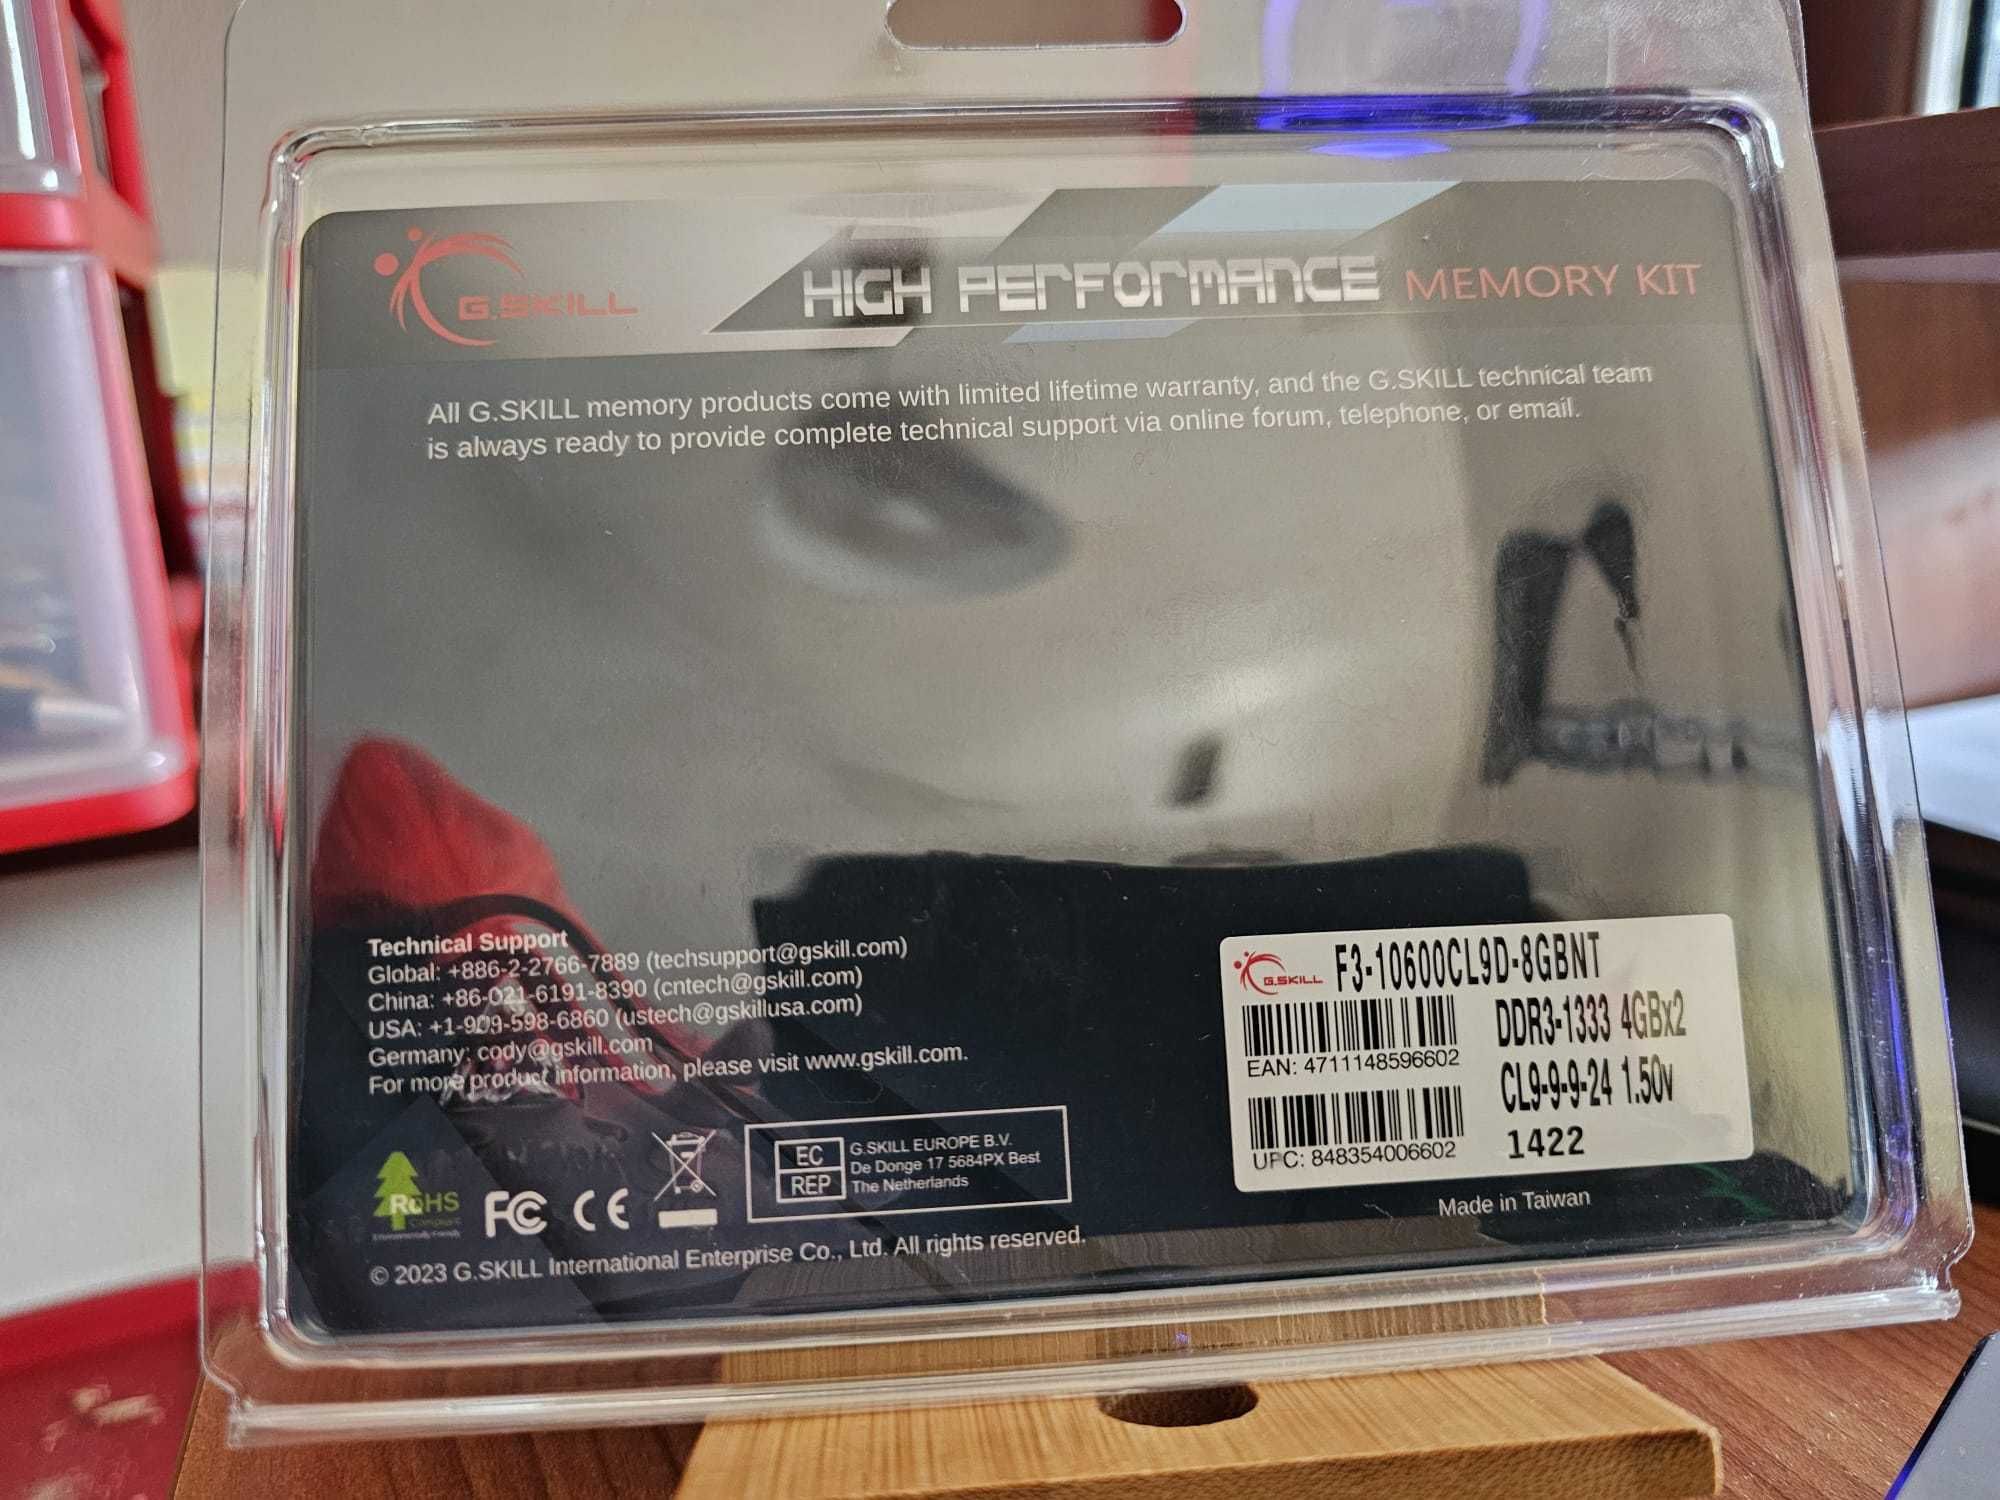 G.SKILL
HIGH PERFORMANCE MEMORY KIT
All G.SKILL memory products come with limited lifetime warranty, and the G.SKILL technical team
is always ready to provide complete technical support via online forum, telephone, or email.
Technical Support
Global: +886-2-2766-7889 (techsupport@gskill.com)
China: +86-021-6191-8390 (cntech@gskill.com)
USA: +1-909-598-6860 (ustech@gskillusa.com)
Germany: cody@gskill.com
For more product information, please visit www.gskill.com.
RoHS
Compliant
Environmentally Friendly
FC CE
EC
REP
G.SKILL EUROPE B.V.
De Donge 17 5684PX Best
The Netherlands
© 2023 G.SKILL International Enterprise Co., Ltd. All rights reserved.
G.SKILL F3-10600CL9D-8GBNT
DDR3-1333 4GBx2
EAN: 4711148596602
CL9-9-9-24 1.50v
UPC: 848354006602
1422
Made in Taiwan